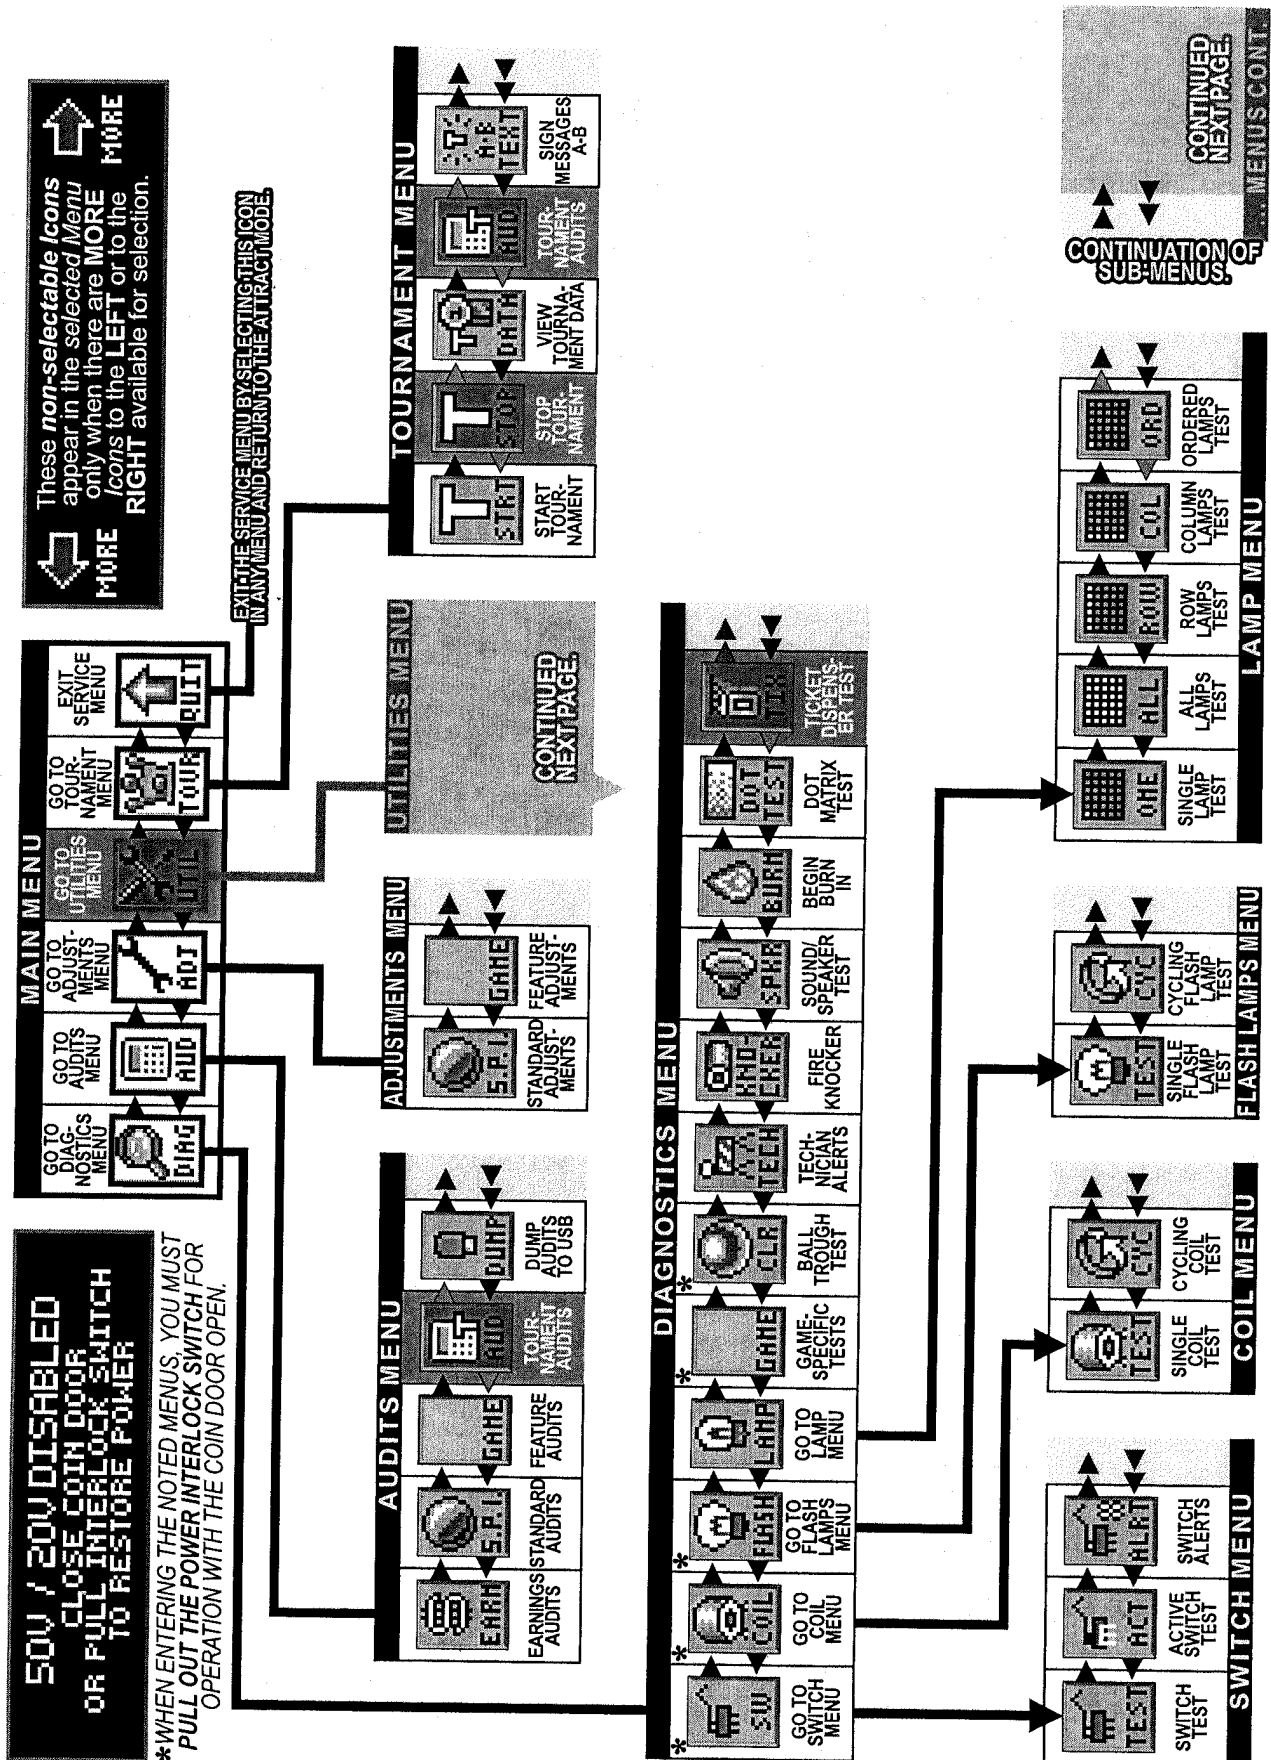 50V / 20V DISABLED
CLOSE COIN DOOR
OR PULL INTERLOCK SWITCH
TO RESTORE POWER
*WHEN ENTERING THE NOTED MENUS, YOU MUST
PULL OUT THE POWER INTERLOCK SWITCH FOR
OPERATION WITH THE COIN DOOR OPEN.
MAIN MENU
GO TO
DIAG-
NOSTICS
MENU
DIAG
GO TO
AUDITS
MENU
AUD
GO TO
ADJUST-
MENTS
MENU
ADJ
GO TO
UTILITIES
MENU
UTIL
GO TO
TOUR-
NAMENT
MENU
TOUR
EXIT
SERVICE
MENU
QUIT
MORE
These non-selectable Icons
appear in the selected Menu
only when there are MORE
Icons to the LEFT or to the
RIGHT available for selection.
MORE
EXIT THE SERVICE MENU BY SELECTING THIS ICON
IN ANY MENU AND RETURN TO THE ATTRACT MODE.
AUDITS MENU
EARN
EARNINGS
AUDITS
S.P.I.
STANDARD
AUDITS
GAME
FEATURE
AUDITS
AUD
TOUR-
NAMENT
AUDITS
DUMP
DUMP
AUDITS
TO USB
ADJUSTMENTS MENU
S.P.I.
STANDARD
ADJUST-
MENTS
GAME
FEATURE
ADJUST-
MENTS
UTILITIES MENU
CONTINUED
NEXT PAGE.
TOURNAMENT MENU
STRT
START
TOUR-
NAMENT
STOP
STOP
TOUR-
NAMENT
DATA
VIEW
TOURNA-
MENT DATA
AUD
TOUR-
NAMENT
AUDITS
A-B
TEXT
SIGN
MESSAGES
A-B
DIAGNOSTICS MENU
*
SW
GO TO
SWITCH
MENU
*
COIL
GO TO
COIL
MENU
*
FLASH
GO TO
FLASH
LAMPS
MENU
LAMP
GO TO
LAMP
MENU
*
GAME
GAME-
SPECIFIC
TESTS
*
CLR
BALL
TROUGH
TEST
TECH
TECH-
NICIAN
ALERTS
KNO-
CKER
FIRE
KNOCKER
SPKR
SOUND/
SPEAKER
TEST
BURN
BEGIN
BURN
IN
DOT
TEST
DOT
MATRIX
TEST
TIX
TICKET
DISPENS-
ER TEST
TEST
SWITCH
TEST
ACT
ACTIVE
SWITCH
TEST
ALRT
SWITCH
ALERTS
SWITCH MENU
TEST
SINGLE
COIL
TEST
CYC
CYCLING
COIL
TEST
COIL MENU
TEST
SINGLE
FLASH
LAMP
TEST
CYC
CYCLING
FLASH
LAMP
TEST
FLASH LAMPS MENU
ONE
SINGLE
LAMP
TEST
ALL
ALL
LAMPS
TEST
ROW
ROW
LAMPS
TEST
COL
COLUMN
LAMPS
TEST
ORD
ORDERED
LAMPS
TEST
LAMP MENU
CONTINUATION OF
SUB-MENUS.
CONTINUED
NEXT PAGE.
... MENUS CONT.